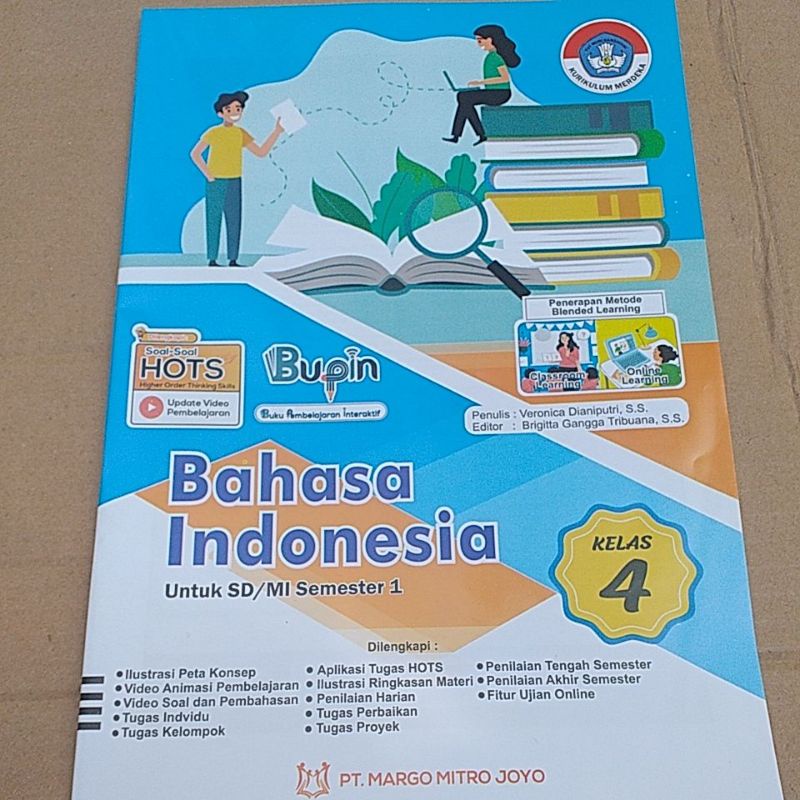 KURIKULUM MERDEKA
Penerapan Metode
Blended Learning
Classroom
Learning
Online
Learning
Soal-Soal
HOTS
Higher Order Thinking Skills
Update Video
Pembelajaran
Bupin
Buku Pembelajaran Interaktif
Penulis : Veronica Dianiputri, S.S.
Editor : Brigitta Gangga Tribuana, S.S.
Bahasa
Indonesia
Untuk SD/MI Semester 1
KELAS
4
Dilengkapi :
• Ilustrasi Peta Konsep
• Video Animasi Pembelajaran
• Video Soal dan Pembahasan
• Tugas Indvidu
• Tugas Kelompok
• Aplikasi Tugas HOTS
• Ilustrasi Ringkasan Materi
• Penilaian Harian
• Tugas Perbaikan
• Tugas Proyek
• Penilaian Tengah Semester
• Penilaian Akhir Semester
• Fitur Ujian Online
PT. MARGO MITRO JOYO